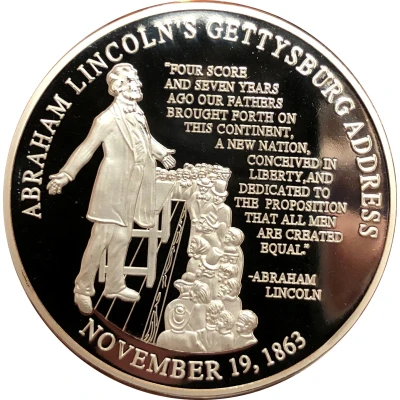 ABRAHAM LINCOLN'S GETTYSBURG ADDRESS
"FOUR SCORE
AND SEVEN YEARS
AGO OUR FATHERS
BROUGHT FORTH ON
THIS CONTINENT,
A NEW NATION,
CONCEIVED IN
LIBERTY, AND
DEDICATED TO
THE PROPOSITION
THAT ALL MEN
ARE CREATED
EQUAL."
-ABRAHAM
LINCOLN
NOVEMBER 19, 1863